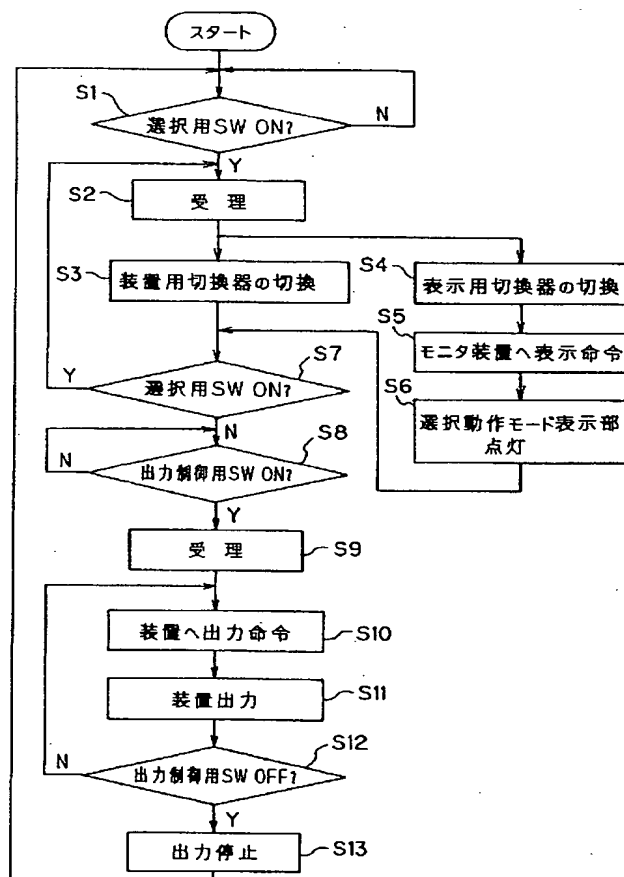 スタート
S1
選択用SW ON?
N
Y
S2
受理
S3
装置用切換器の切換
S4
表示用切換器の切換
S5
モニタ装置へ表示命令
S6
選択動作モード表示部
点灯
S7
選択用SW ON?
Y
N
S8
出力制御用SW ON?
N
Y
受理
S9
装置へ出力命令
S10
装置出力
S11
S12
出力制御用SW OFF?
N
Y
出力停止
S13